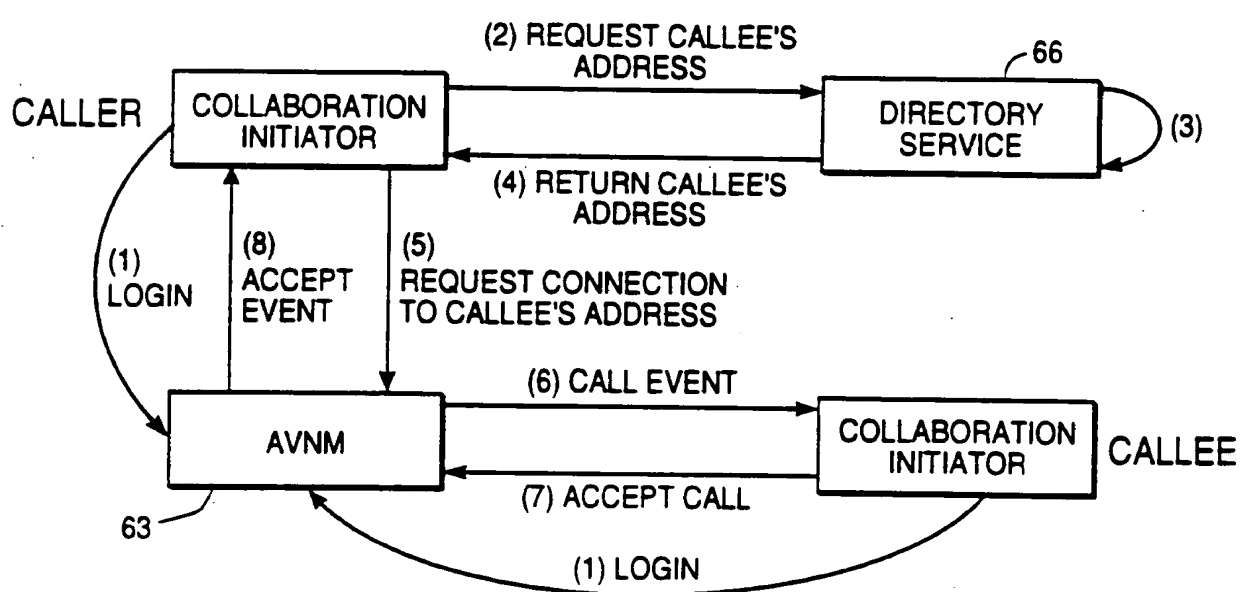 (2) REQUEST CALLEE'S
ADDRESS
66
CALLER
COLLABORATION
INITIATOR
DIRECTORY
SERVICE
(3)
(4) RETURN CALLEE'S
ADDRESS
(1)
LOGIN
(8)
ACCEPT
EVENT
(5)
REQUEST CONNECTION
TO CALLEE'S ADDRESS
(6) CALL EVENT
AVNM
COLLABORATION
INITIATOR
CALLEE
(7) ACCEPT CALL
63
(1) LOGIN